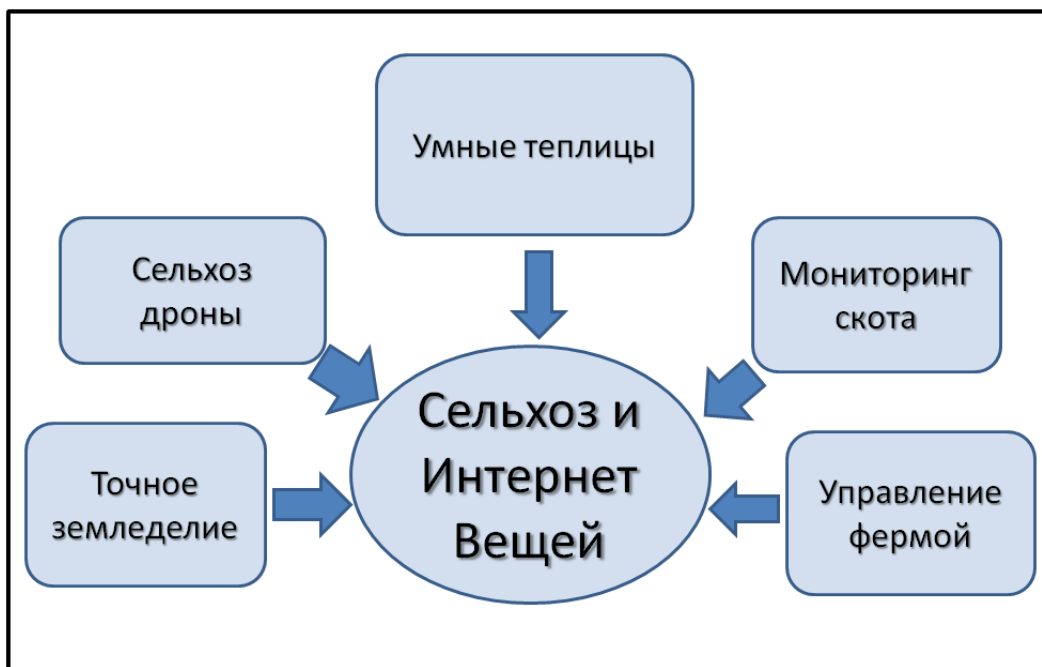 Умные теплицы
Сельхоз
дроны
Мониторинг
скота
Сельхоз и
Интернет
Вещей
Точное
земледелие
Управление
фермой